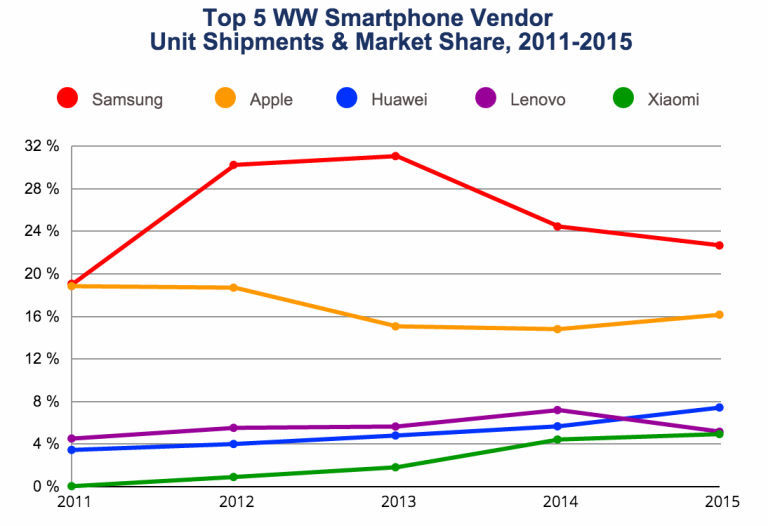 Top 5 WW Smartphone Vendor
Unit Shipments & Market Share, 2011-2015
Samsung Apple Huawei Lenovo Xiaomi
32 %
28 %
24 %
20 %
16 %
12 %
8 %
4 %
0 %
2011 2012 2013 2014 2015